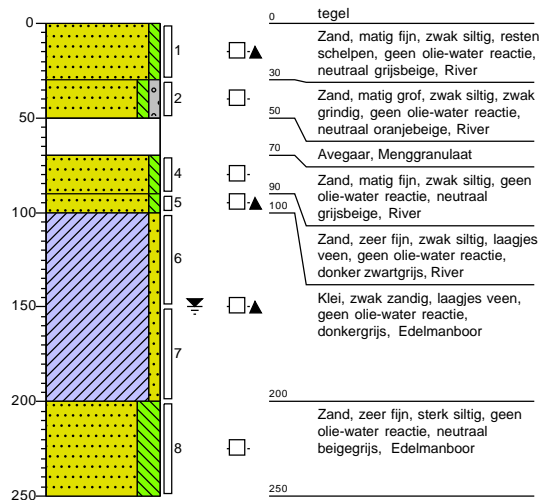 0
50
100
150
200
250
1
2
4
5
6
7
8
0
tegel
Zand, matig fijn, zwak siltig, resten
schelpen, geen olie-water reactie,
neutraal grijsbeige, River
30
Zand, matig grof, zwak siltig, zwak
grindig, geen olie-water reactie,
neutraal oranjebeige, River
50
70
Avegaar, Menggranulaat
Zand, matig fijn, zwak siltig, geen
olie-water reactie, neutraal
grijsbeige, River
90
100
Zand, zeer fijn, zwak siltig, laagjes
veen, geen olie-water reactie,
donker zwartgrijs, River
Klei, zwak zandig, laagjes veen,
geen olie-water reactie,
donkergrijs, Edelmanboor
200
Zand, zeer fijn, sterk siltig, geen
olie-water reactie, neutraal
beigegrijs, Edelmanboor
250